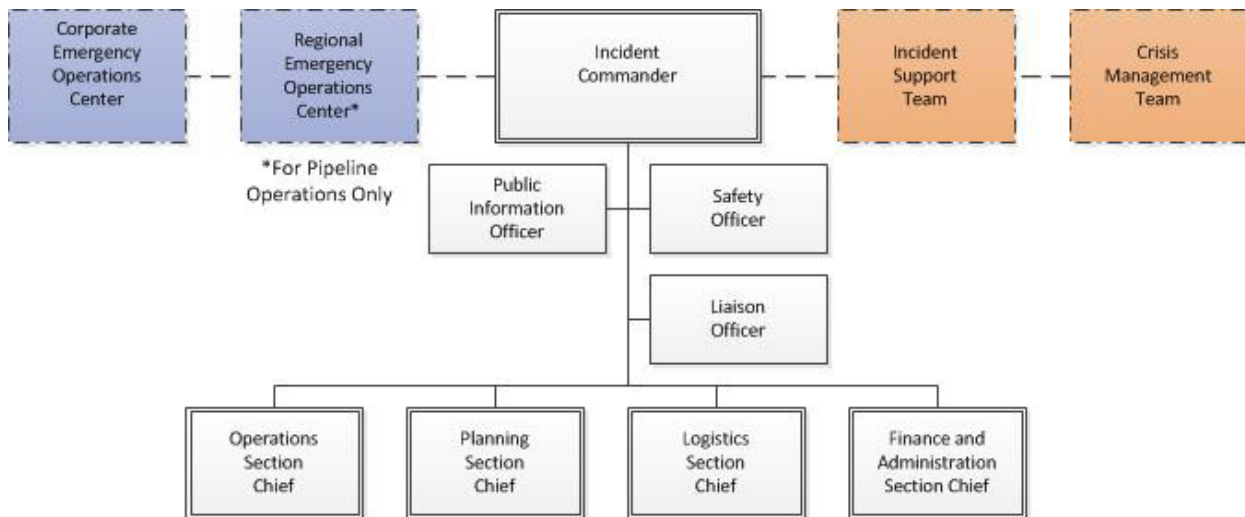 Corporate
Emergency
Operations
Center
Regional
Emergency
Operations
Center*
Incident
Commander
Incident
Support
Team
Crisis
Management
Team
*For Pipeline
Operations Only
Public
Information
Officer
Safety
Officer
Liaison
Officer
Operations
Section
Chief
Planning
Section
Chief
Logistics
Section
Chief
Finance and
Administration
Section Chief